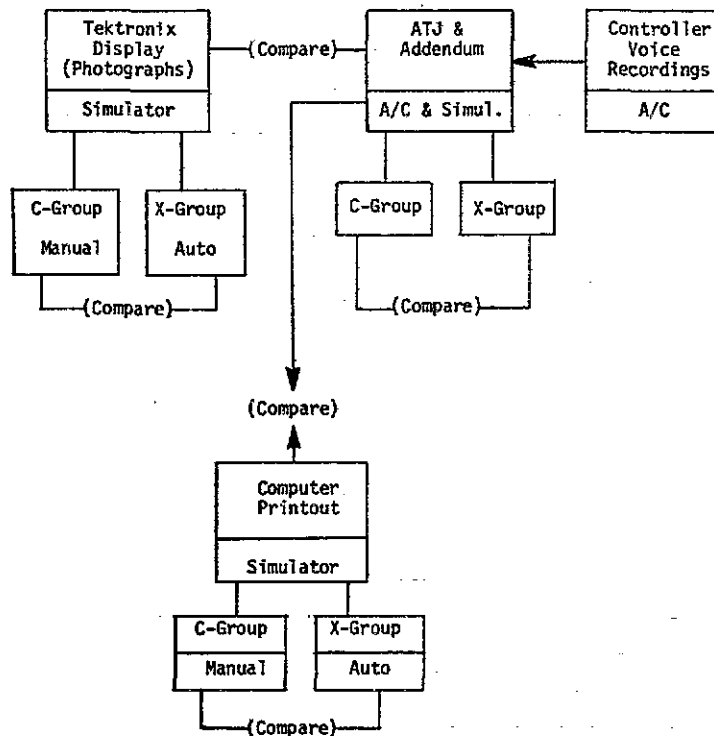 Tektronix
Display
(Photographs)
Simulator
(Compare)
ATJ &
Addendum
A/C & Simul.
Controller
Voice
Recordings
A/C
C-Group
Manual
X-Group
Auto
(Compare)
C-Group
X-Group
(Compare)
(Compare)
Computer
Printout
Simulator
C-Group
Manual
X-Group
Auto
(Compare)